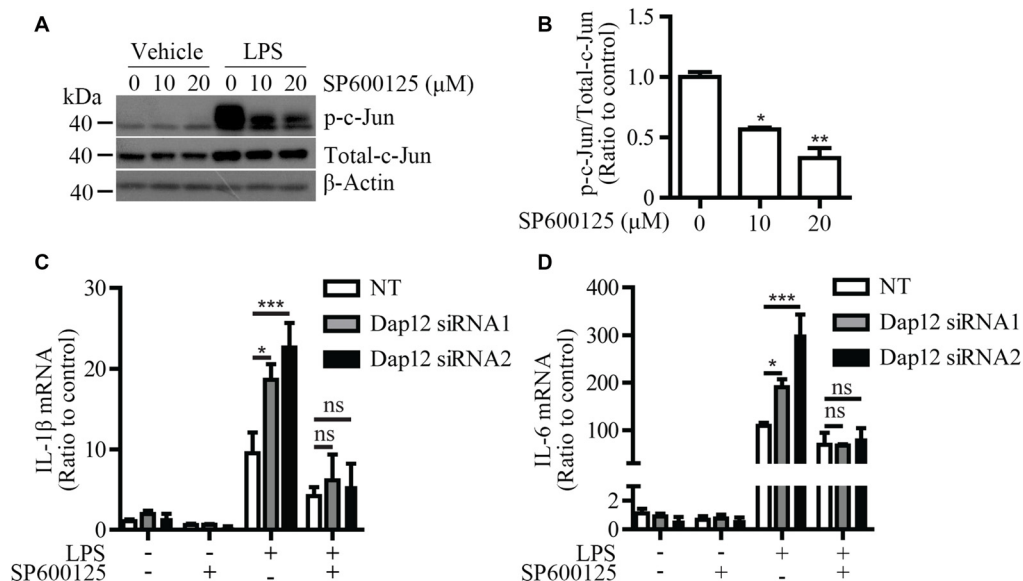 A
Vehicle LPS
0 10 20 0 10 20 SP600125 (μM)
kDa
40 p-c-Jun
40 Total-c-Jun
40 β-Actin
B
p-c-Jun/Total-c-Jun
(Ratio to control)
1.5
1.0
0.5
0
* **
SP600125 (μM) 0 10 20
C
IL-1β mRNA
(Ratio to control)
30
20
10
0
NT
Dap12 siRNA1
Dap12 siRNA2
***
*
ns
ns
LPS - - + +
SP600125 - + - +
D
IL-6 mRNA
(Ratio to control)
400
300
200
100
2
0
NT
Dap12 siRNA1
Dap12 siRNA2
***
*
ns
ns
LPS - - + +
SP600125 - + - +